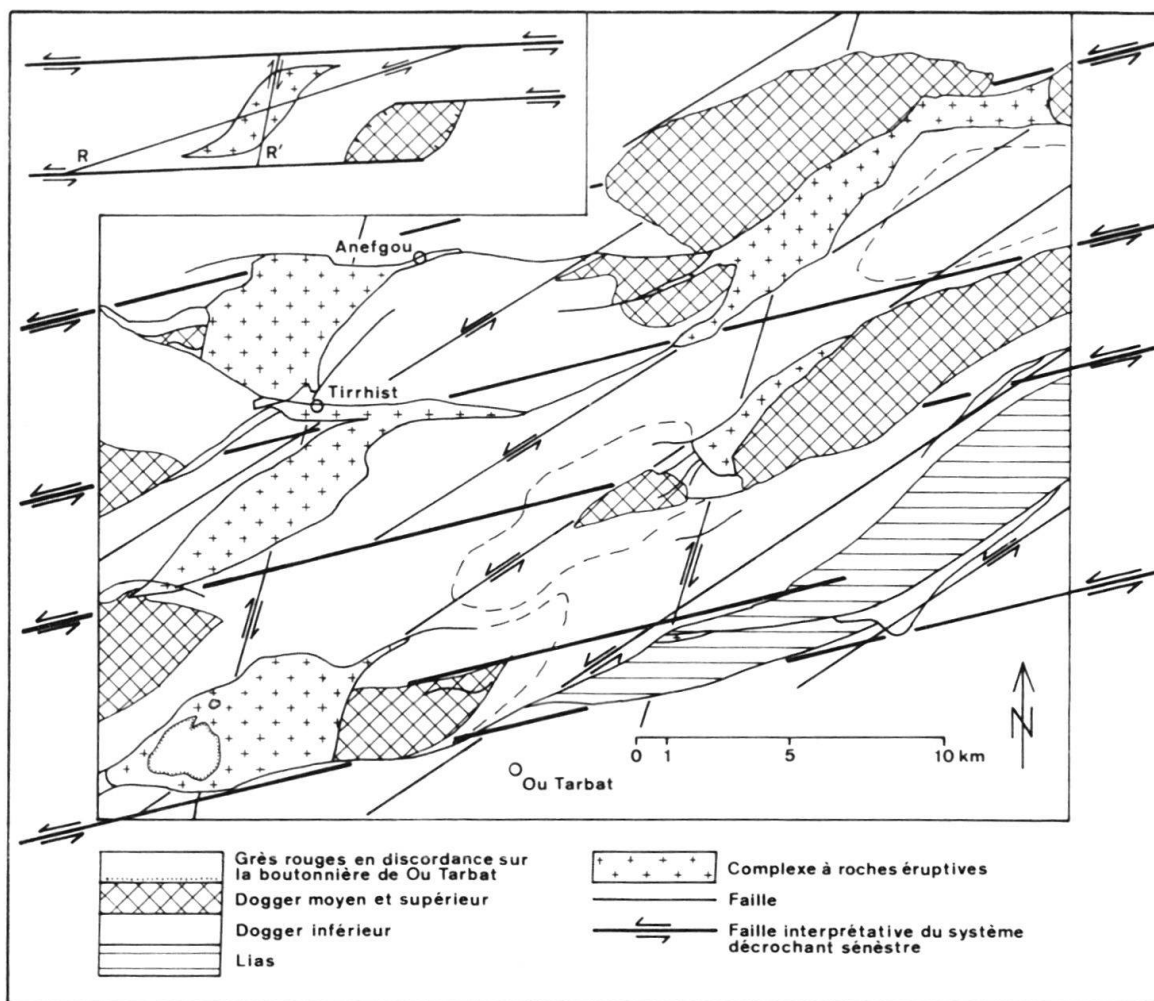 R
R'
Anefgou
Tirrhist
N
0 1 5 10 km
Ou Tarbat
Grès rouges en discordance sur
la boutonnière de Ou Tarbat
Dogger moyen et supérieur
Dogger inférieur
Lias
Complexe à roches éruptives
Faille
Faille interprétative du système
décrochant sénèstre